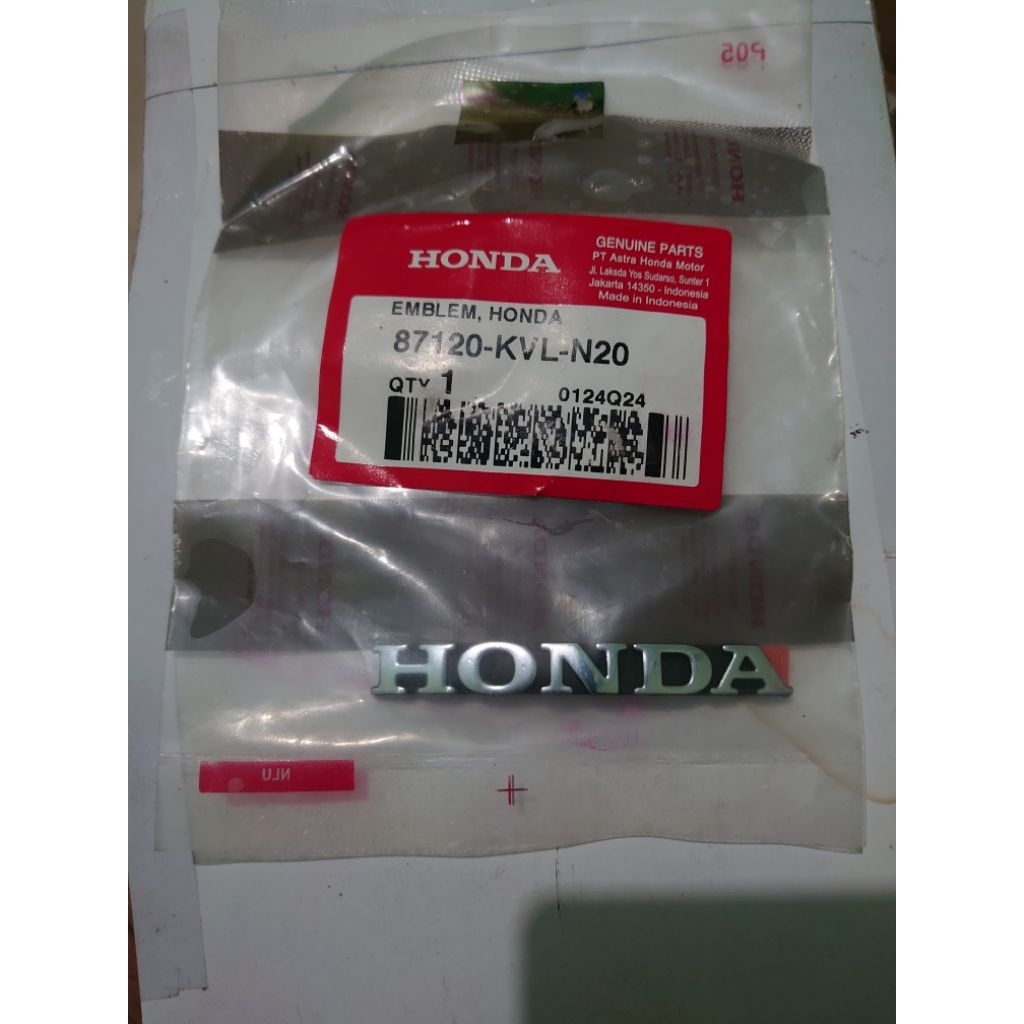 P05
HONDA
GENUINE PARTS
PT Astra Honda Motor
Jl. Laksda Yos Sudarso, Sunter 1
Jakarta 14350 - Indonesia
Made in Indonesia
EMBLEM, HONDA
87120-KVL-N20
QTY 1
0124Q24
HONDA
NLU